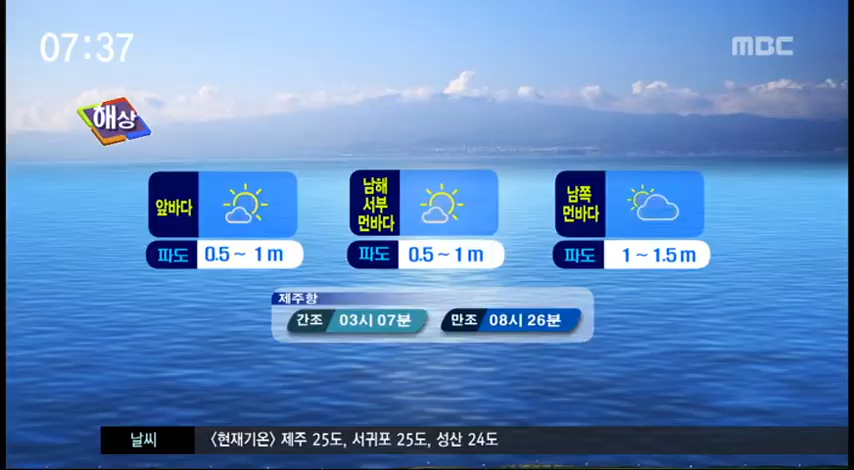 07:37
MBC
해상
앞바다
파도 0.5 ~ 1 m
남해
서부
먼바다
파도 0.5 ~ 1 m
남쪽
먼바다
파도 1 ~ 1.5 m
제주항
간조 03시 07분
만조 08시 26분
날씨 〈현재기온〉 제주 25도, 서귀포 25도, 성산 24도